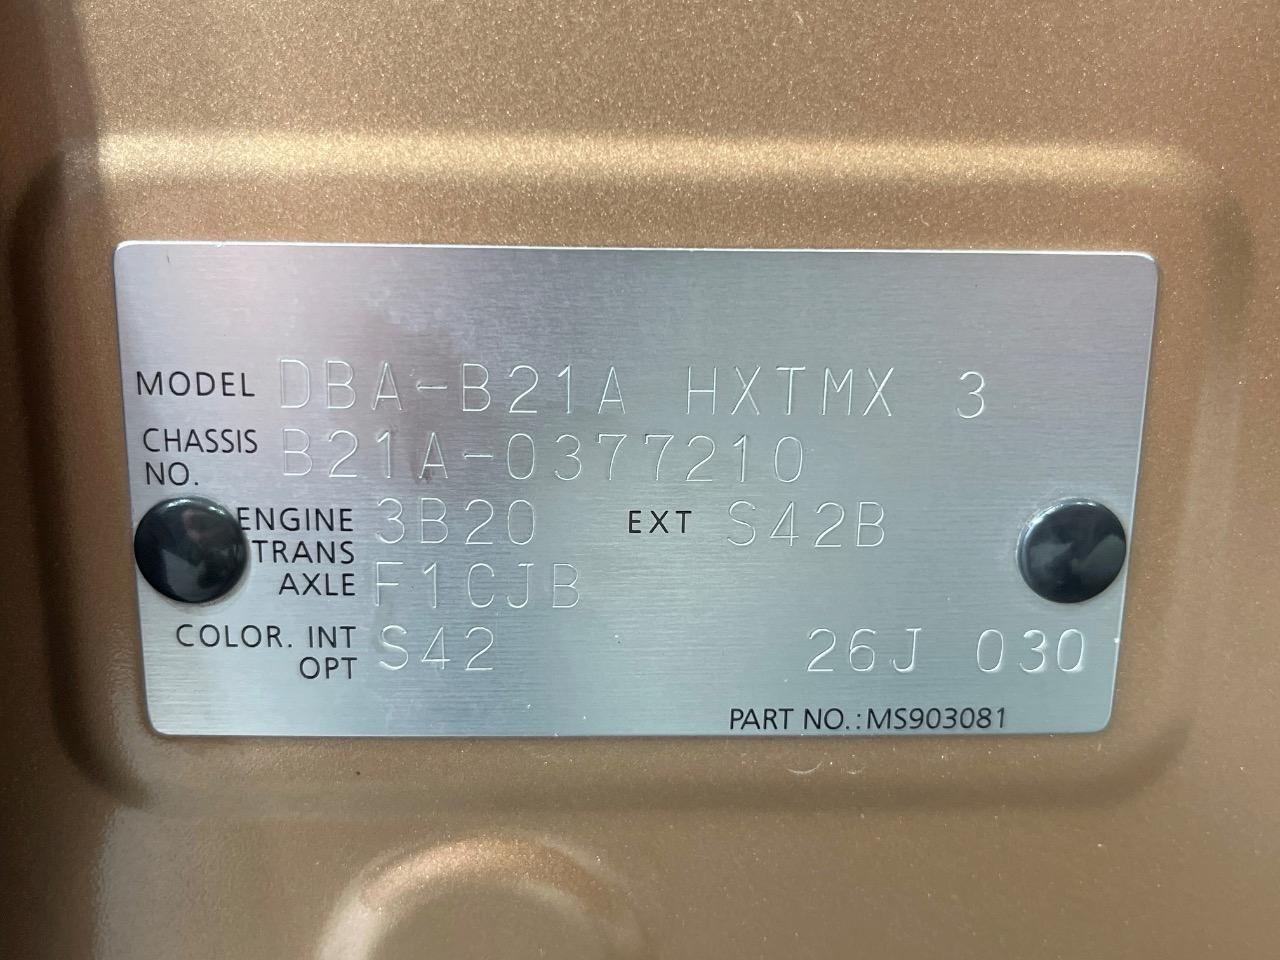 MODEL DBA-B21A HXTMX 3
CHASSIS NO. B21A-0377210
ENGINE 3B20 EXT S42B
TRANS AXLE F1CJB
COLOR. INT OPT S42 26J 030
PART NO.:MS903081